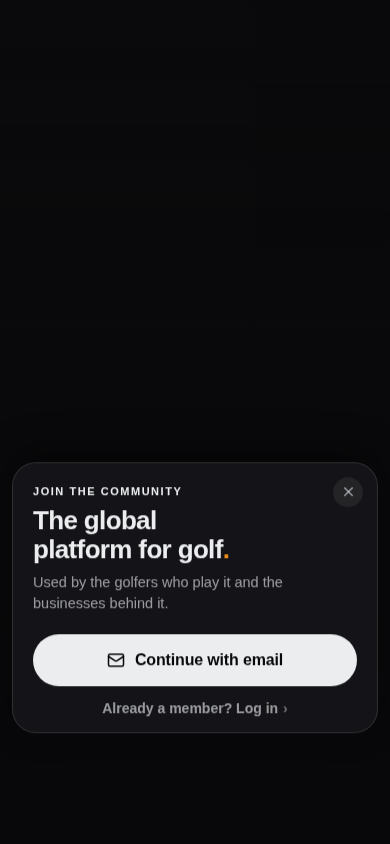 JOIN THE COMMUNITY
The global
platform for golf.
Used by the golfers who play it and the
businesses behind it.
Continue with email
Already a member? Log in ›